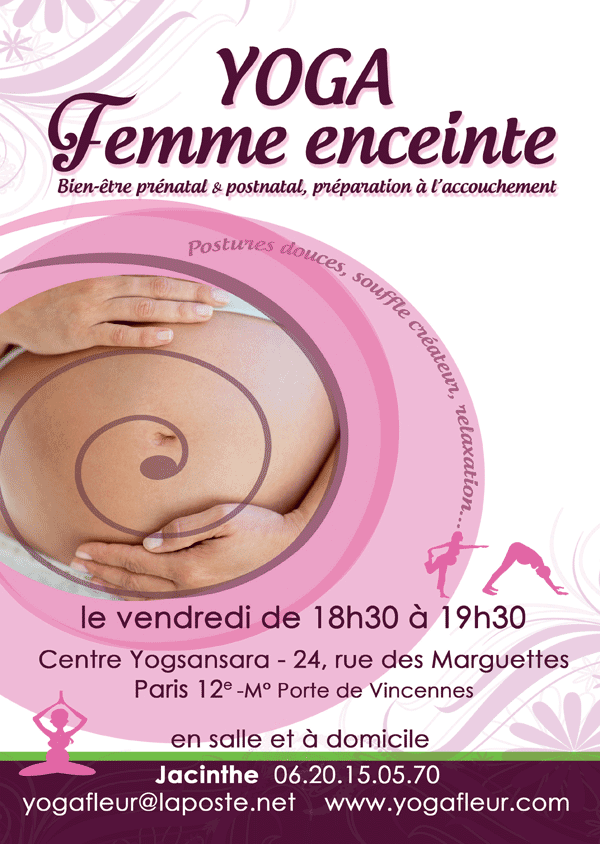 YOGA
Femme enceinte
Bien-être prénatal & postnatal, préparation à l'accouchement
Postures douces, souffle créateur, relaxation...
le vendredi de 18h30 à 19h30
Centre Yogsansara - 24, rue des Marguettes
Paris 12e -M° Porte de Vincennes
en salle et à domicile
Jacinthe 06.20.15.05.70
yogafleur@laposte.net www.yogafleur.com